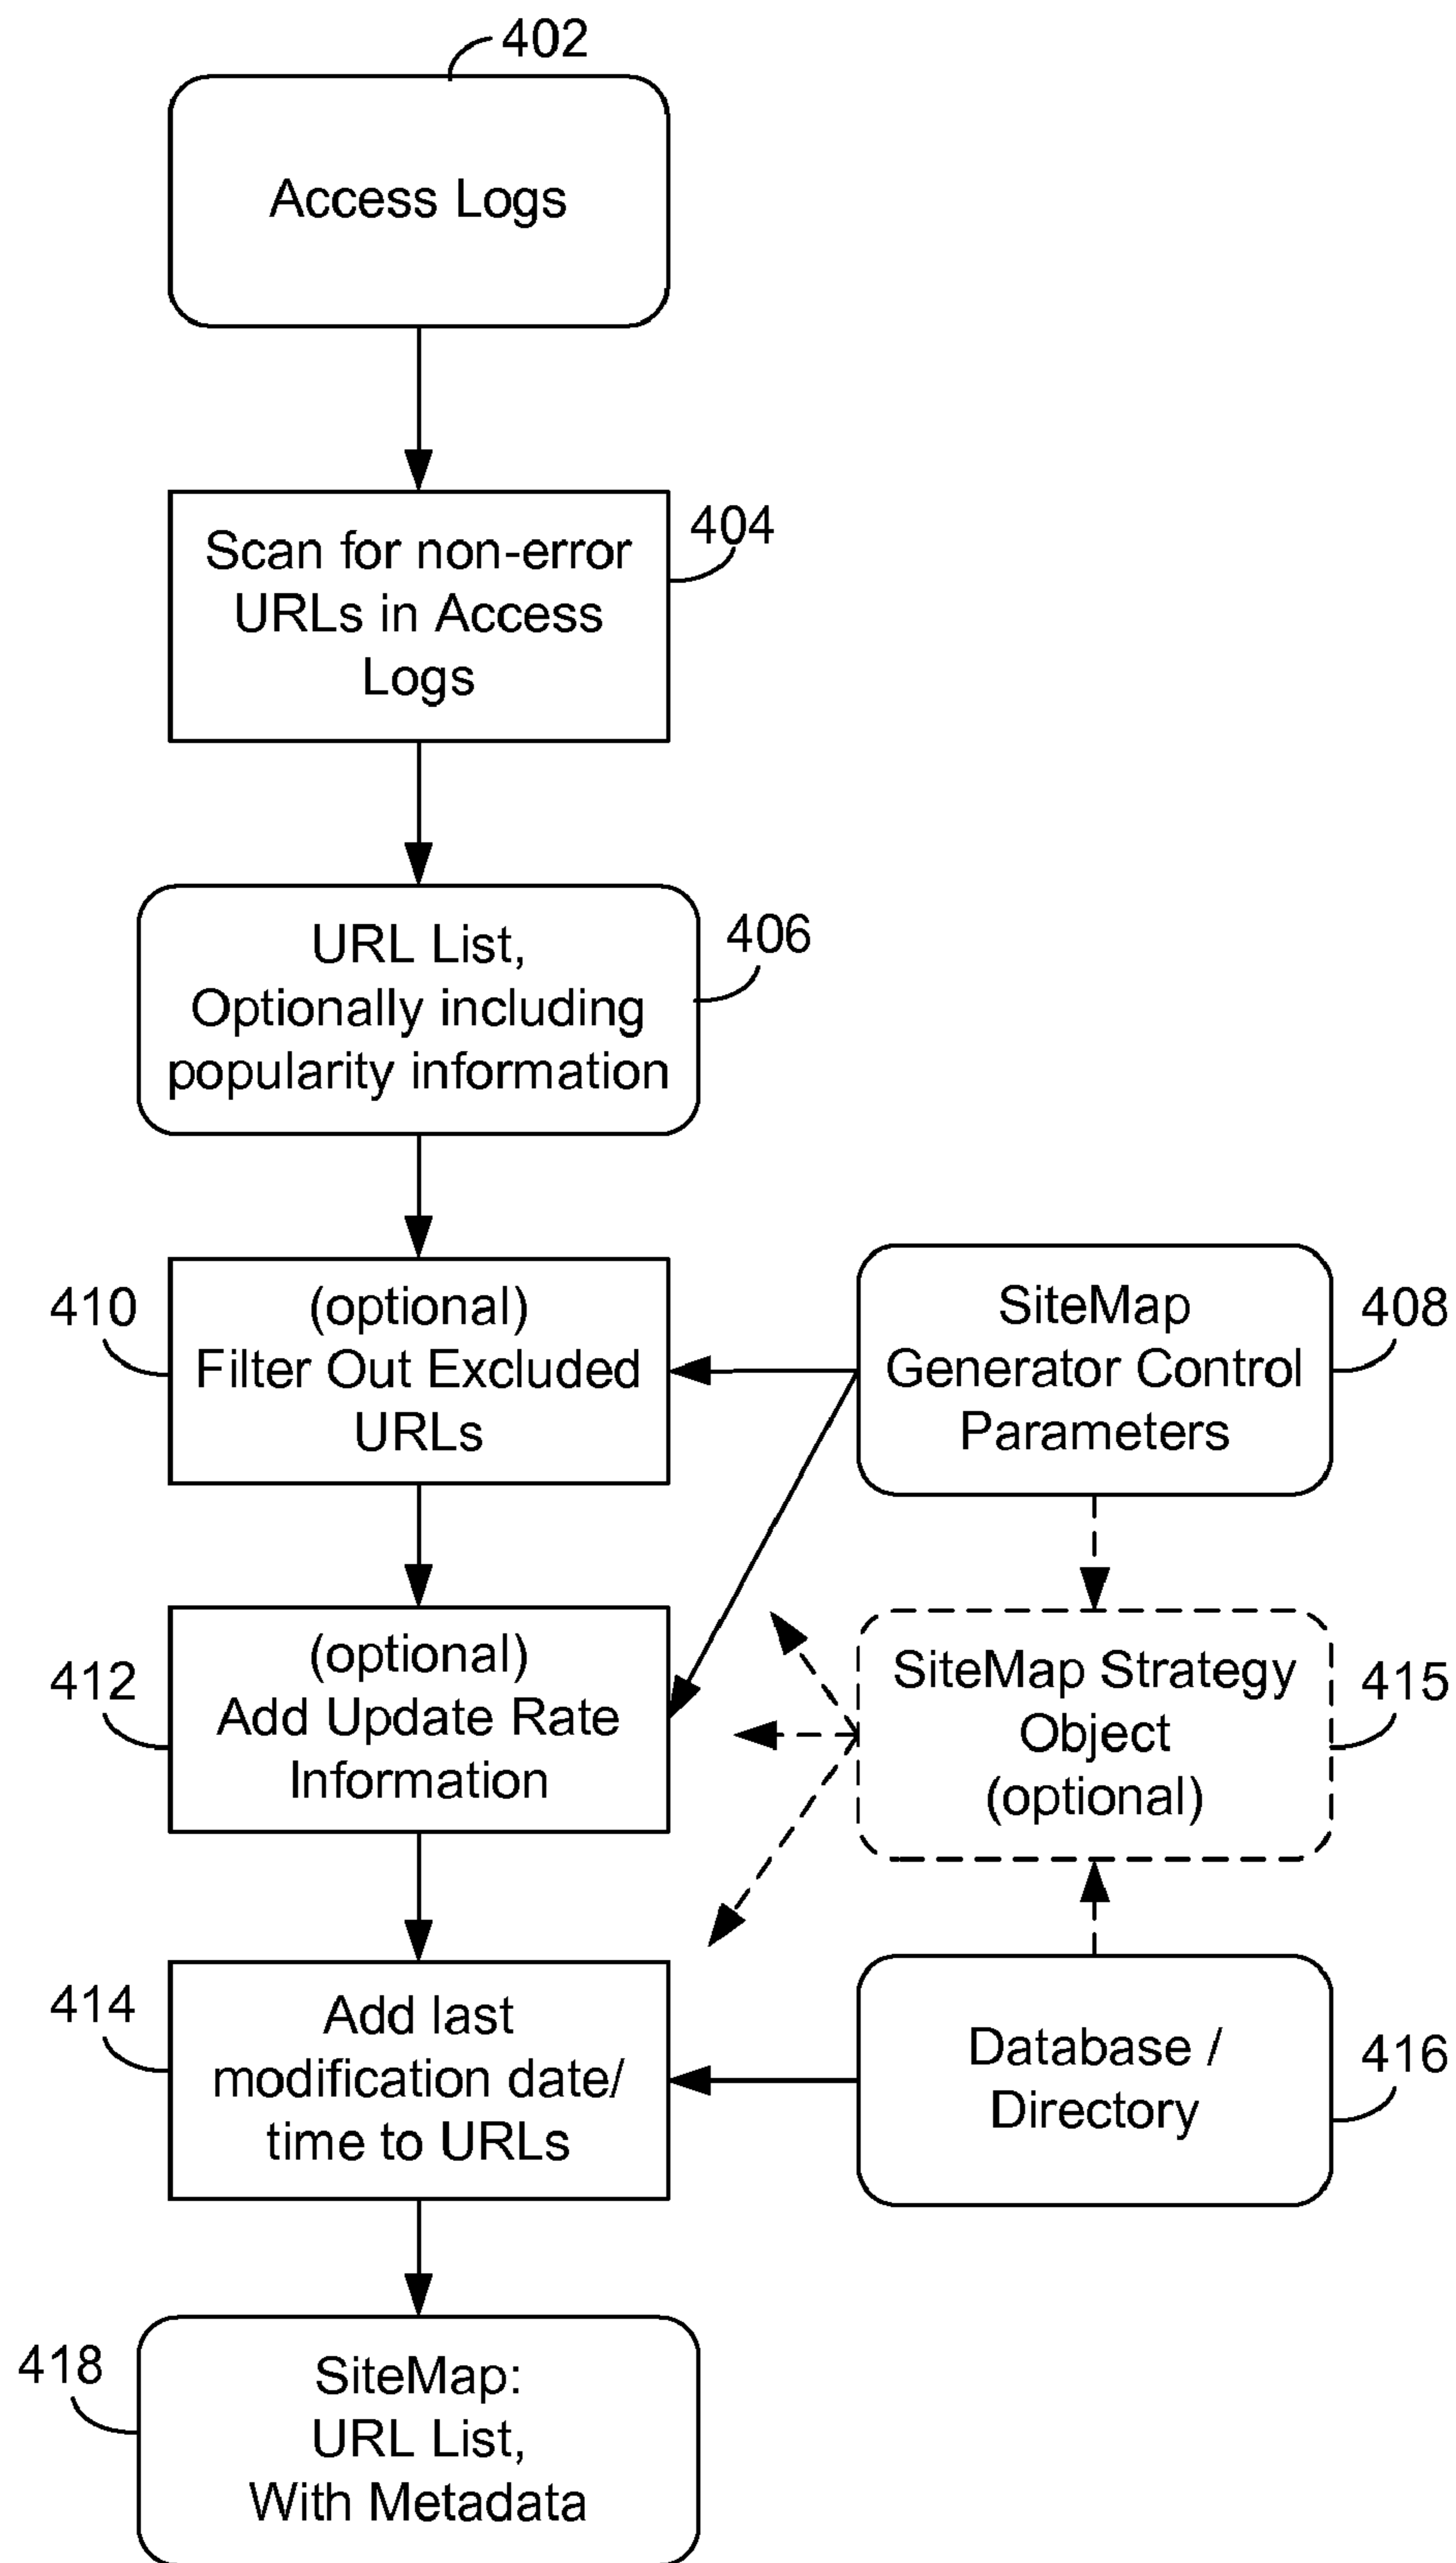 402
Access Logs
404
Scan for non-error
URLs in Access
Logs
406
URL List,
Optionally including
popularity information
410
(optional)
Filter Out Excluded
URLs
408
SiteMap
Generator Control
Parameters
412
(optional)
Add Update Rate
Information
415
SiteMap Strategy
Object
(optional)
414
Add last
modification date/
time to URLs
416
Database /
Directory
418
SiteMap:
URL List,
With Metadada